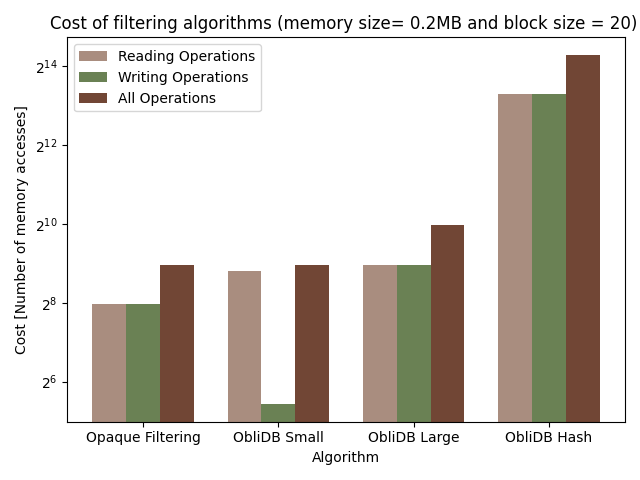 Cost of filtering algorithms (memory size= 0.2MB and block size = 20)
Reading Operations
Writing Operations
All Operations
2^14
2^12
2^10
2^8
2^6
Cost [Number of memory accesses]
Opaque Filtering ObliDB Small ObliDB Large ObliDB Hash
Algorithm